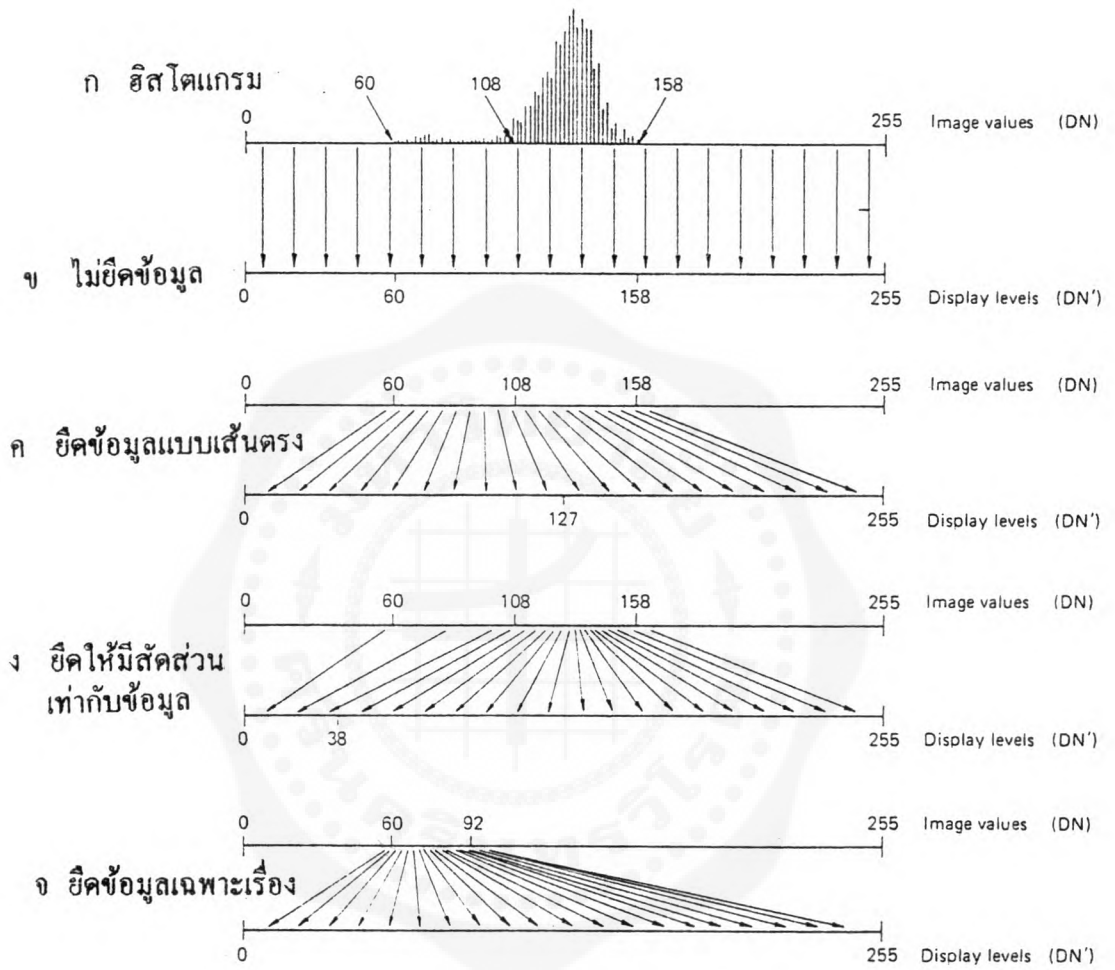 ก ฮิสโตแกรม
60 108 158
0 255 Image values (DN)
ข ไม่ยืดข้อมูล
0 60 158 255 Display levels (DN')
0 60 108 158 255 Image values (DN)
ค ยืดข้อมูลแบบเส้นตรง
0 127 255 Display levels (DN')
0 60 108 158 255 Image values (DN)
ง ยืดให้มีสัดส่วน
เท่ากับข้อมูล
0 38 255 Display levels (DN')
0 60 92 255 Image values (DN)
จ ยืดข้อมูลเฉพาะเรื่อง
0 255 Display levels (DN')